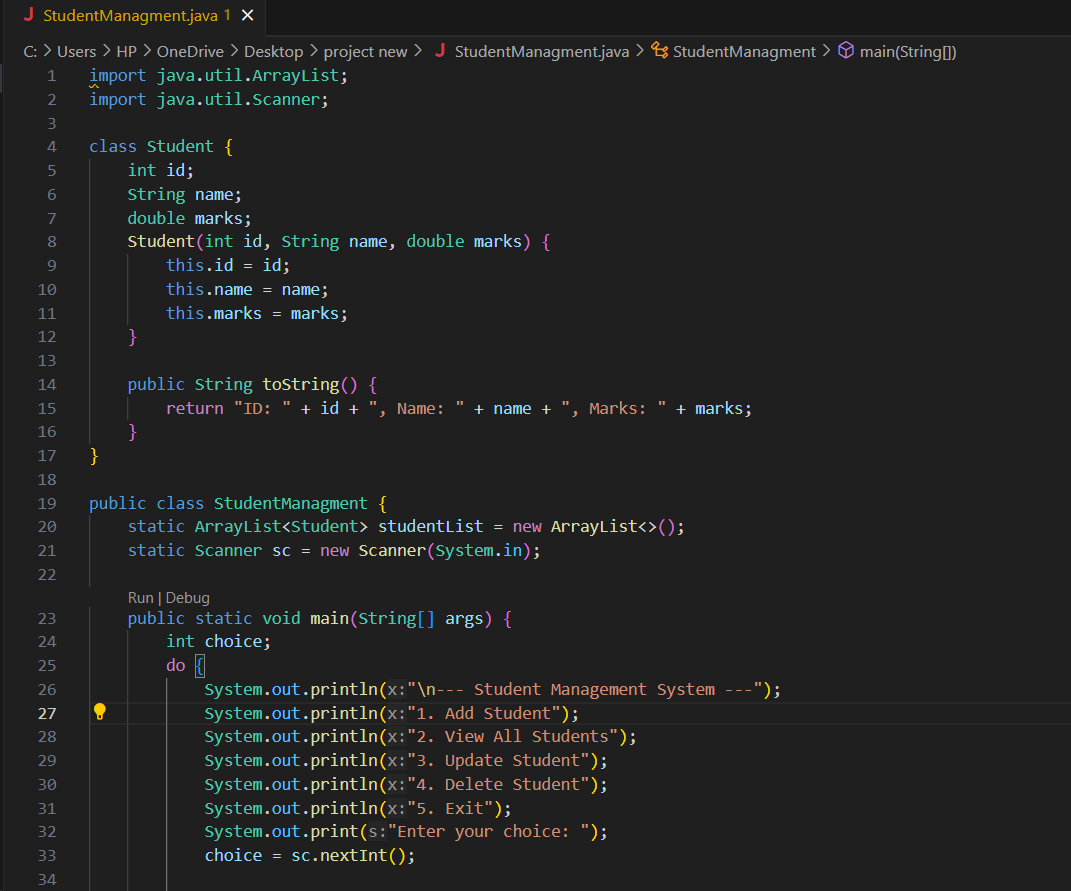 J StudentManagment.java 1 ×
C: > Users > HP > OneDrive > Desktop > project new > J StudentManagment.java > StudentManagment > main(String[])
1 import java.util.ArrayList;
2 import java.util.Scanner;
3
4 class Student {
5     int id;
6     String name;
7     double marks;
8     Student(int id, String name, double marks) {
9         this.id = id;
10         this.name = name;
11         this.marks = marks;
12     }
13
14     public String toString() {
15         return "ID: " + id + ", Name: " + name + ", Marks: " + marks;
16     }
17 }
18
19 public class StudentManagment {
20     static ArrayList<Student> studentList = new ArrayList<>();
21     static Scanner sc = new Scanner(System.in);
22
Run | Debug
23     public static void main(String[] args) {
24         int choice;
25         do {
26             System.out.println(x:"\n--- Student Management System ---");
27             System.out.println(x:"1. Add Student");
28             System.out.println(x:"2. View All Students");
29             System.out.println(x:"3. Update Student");
30             System.out.println(x:"4. Delete Student");
31             System.out.println(x:"5. Exit");
32             System.out.print(s:"Enter your choice: ");
33             choice = sc.nextInt();
34